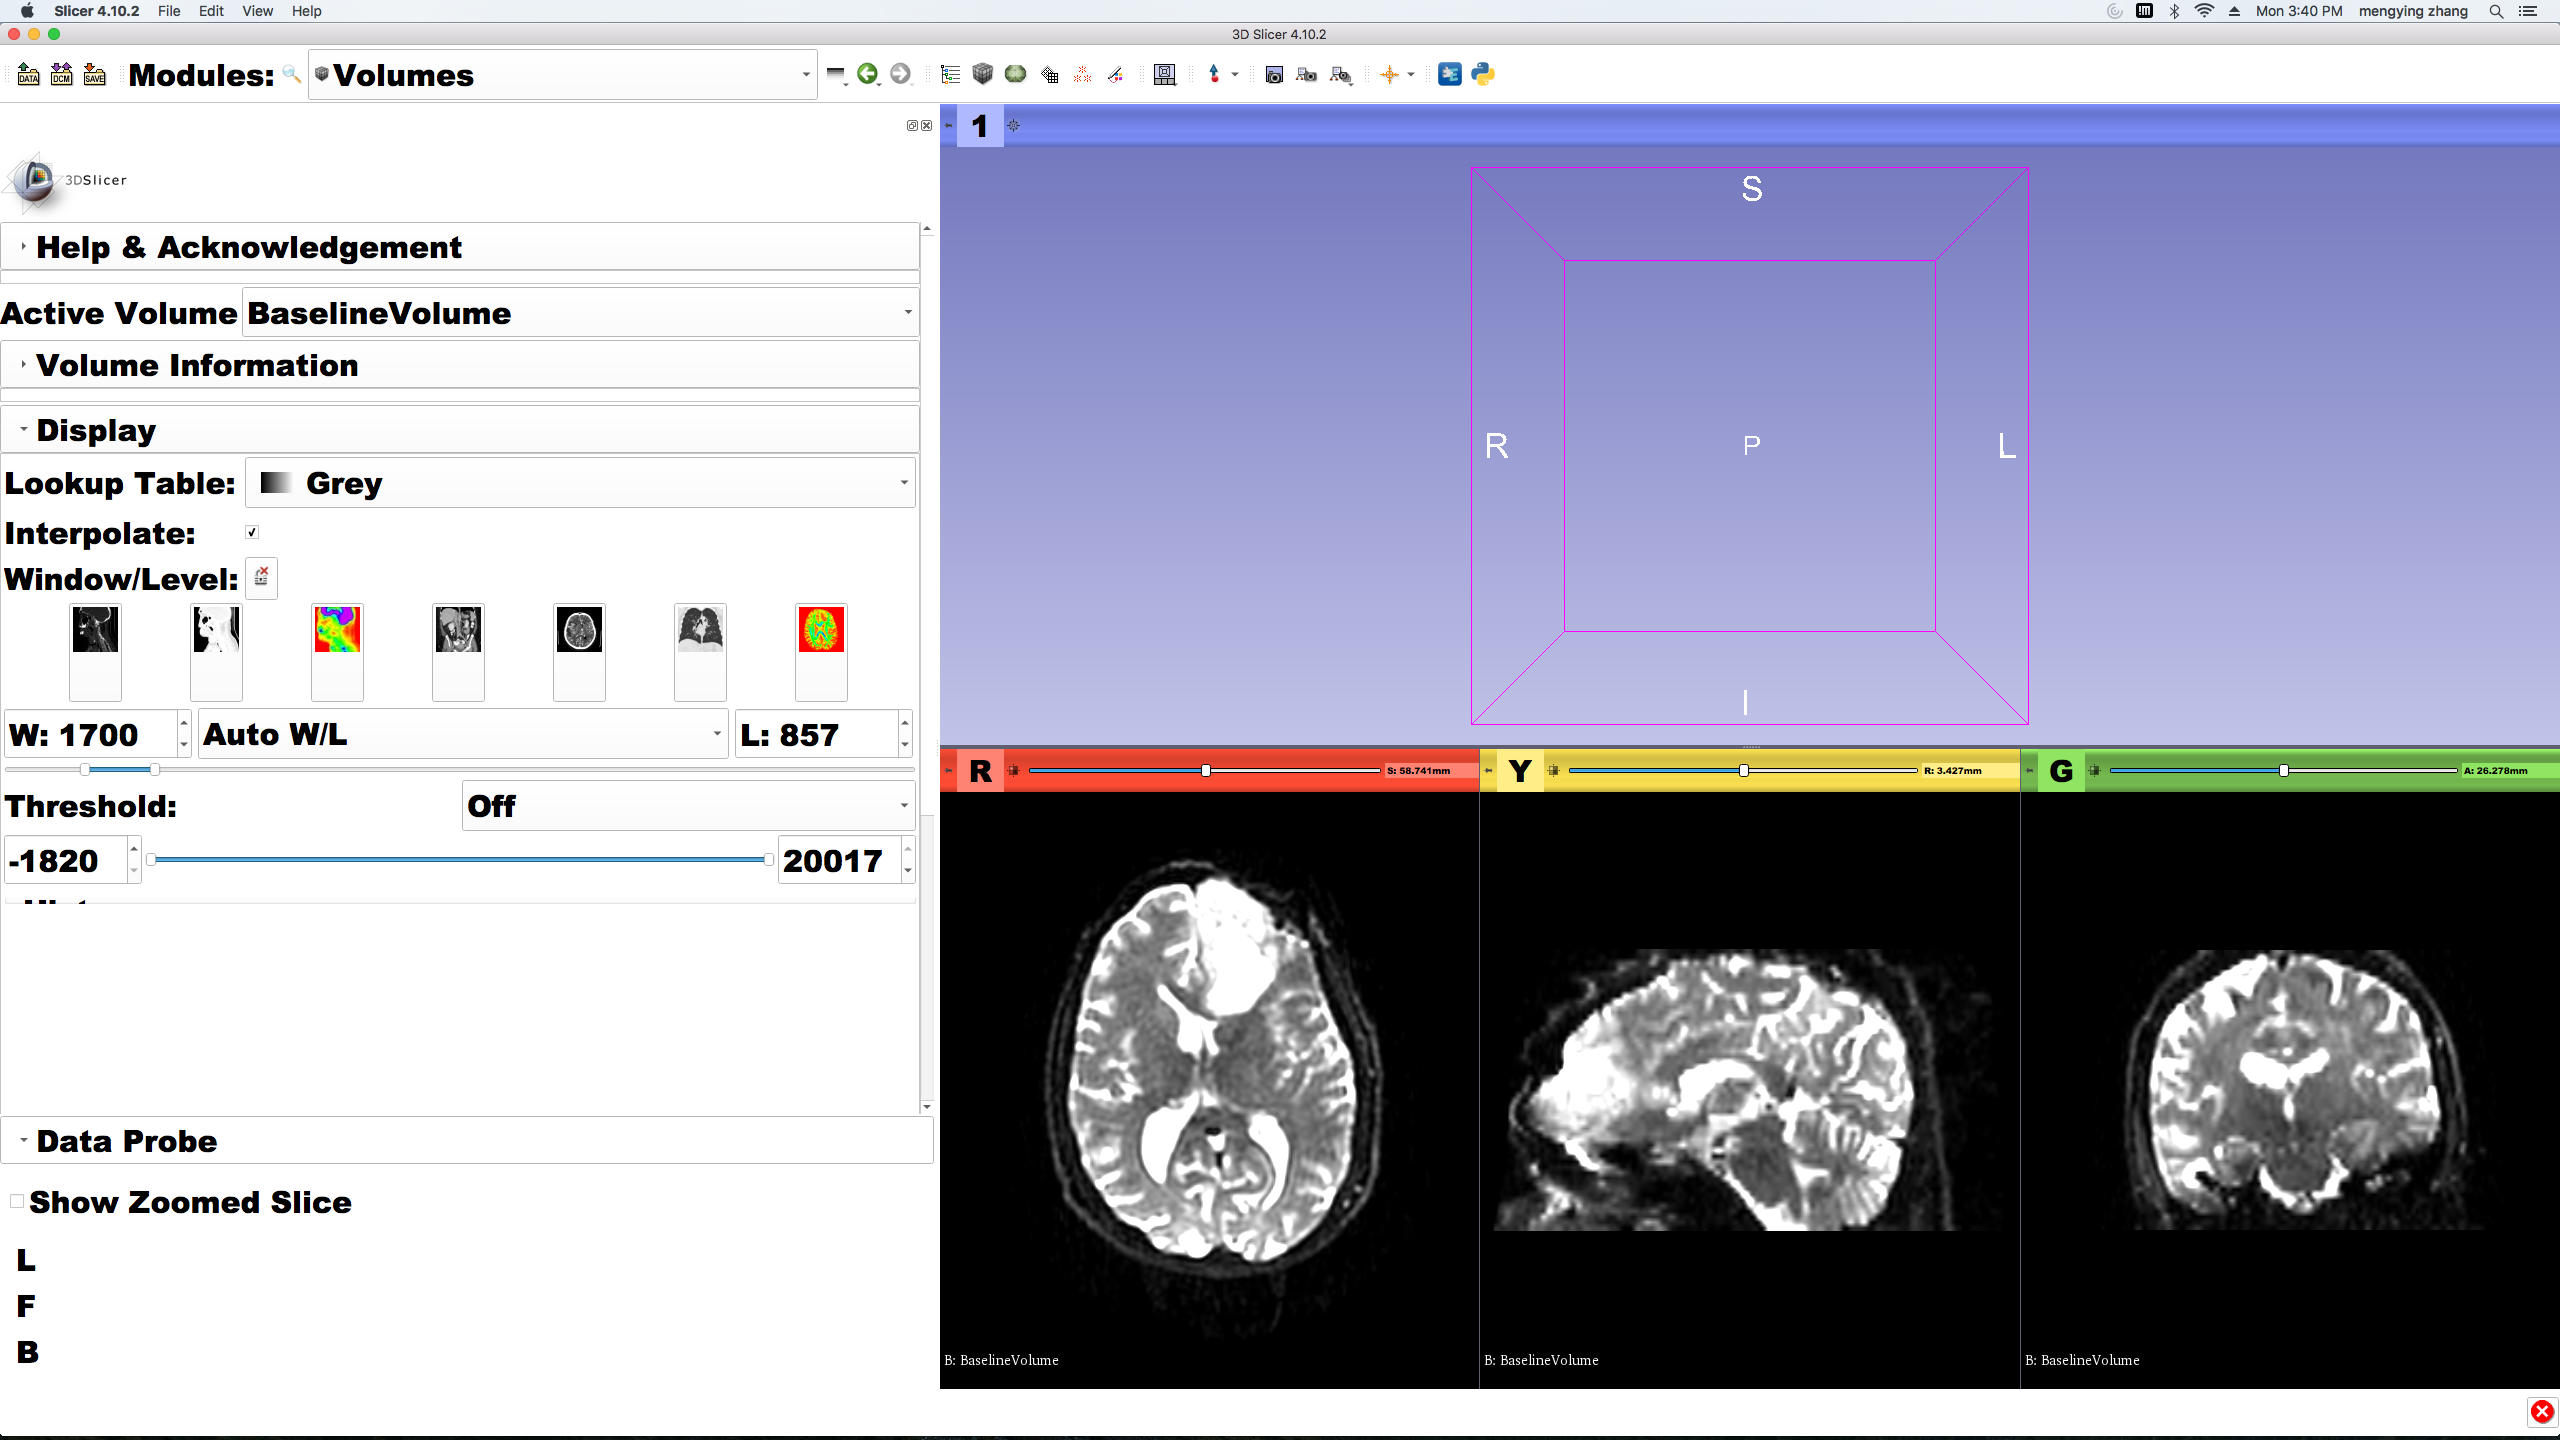 Slicer 4.10.2 File Edit View Help
Mon 3:40 PM mengying zhang
3D Slicer 4.10.2
DATA DCM SAVE Modules: Volumes
1
3DSlicer
Help & Acknowledgement
Active Volume BaselineVolume
Volume Information
Display
Lookup Table: Grey
Interpolate:
Window/Level:
W: 1700 Auto W/L L: 857
Threshold: Off
-1820 20017
Data Probe
Show Zoomed Slice
L
F
B
S
R P L
I
R S: 58.741mm
Y R: 3.427mm
G A: 26.278mm
B: BaselineVolume
B: BaselineVolume
B: BaselineVolume